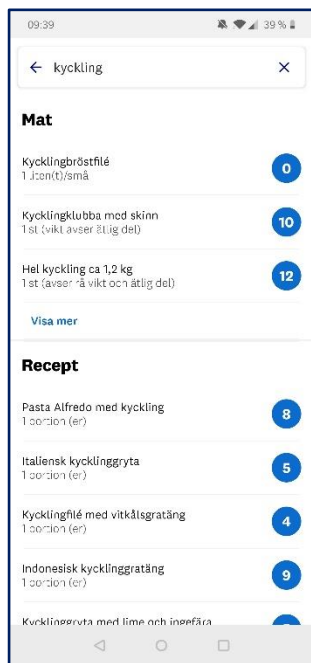 09:39
39 %
kyckling
Mat
Kycklingbröstfilé
1 liten(t)/små
0
Kycklingklubba med skinn
1 st (vikt avser ätlig del)
10
Hel kyckling ca 1,2 kg
1 st (avser rå vikt och ätlig del)
12
Visa mer
Recept
Pasta Alfredo med kyckling
1 portion (er)
8
Italiensk kycklinggryta
1 portion (er)
5
Kycklingfilé med vitkålsgratäng
1 portion (er)
4
Indonesisk kycklinggratäng
1 portion (er)
9
Kycklinggryta med lime och ingefära